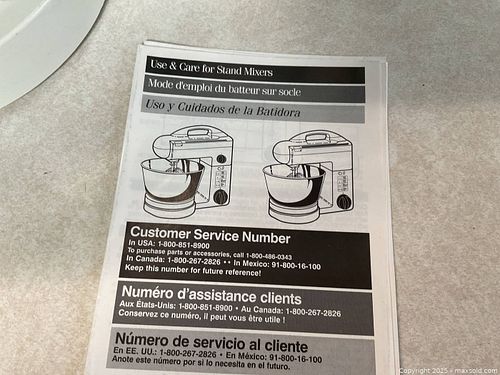 Use & Care for Stand Mixers
Mode d'emploi du batteur sur socle
Uso y Cuidados de la Batidora
Customer Service Number
In USA: 1-800-851-8900
To purchase parts or accessories, call 1-800-486-0343
In Canada: 1-800-267-2826 • • In Mexico: 91-800-16-100
Keep this number for future reference!
Numéro d'assistance clients
Aux États-Unis: 1-800-851-8900 • Au Canada: 1-800-267-2826
Conservez ce numéro, il peut vous être utile !
Número de servicio al cliente
En EE. UU.: 1-800-267-2826 • En México: 91-800-16-100
Anote este número por si lo necesita en el futuro.
Copyright 2025 - maxsold.com